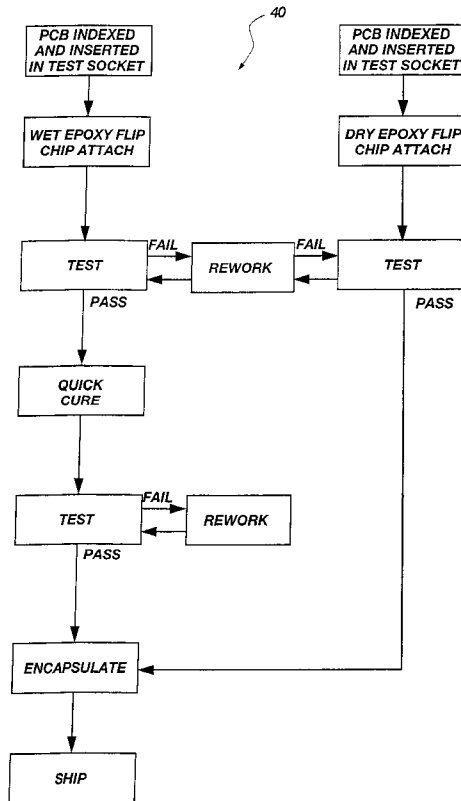 40
PCB INDEXED
AND INSERTED
IN TEST SOCKET
PCB INDEXED
AND INSERTED
IN TEST SOCKET
WET EPOXY FLIP
CHIP ATTACH
DRY EPOXY FLIP
CHIP ATTACH
TEST
FAIL
REWORK
FAIL
TEST
PASS
PASS
QUICK
CURE
TEST
FAIL
REWORK
PASS
ENCAPSULATE
SHIP